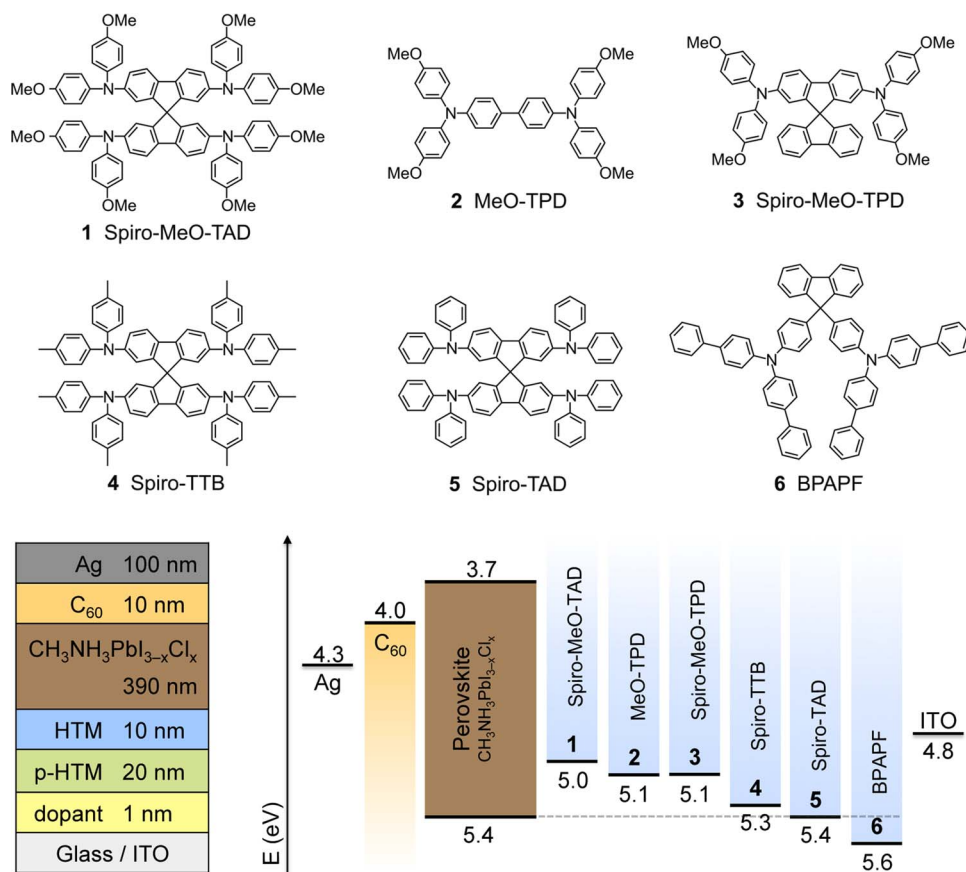 OMe
OMe
MeO
N
N
OMe
MeO
N
N
OMe
OMe
OMe
1 Spiro-MeO-TAD
MeO
OMe
N
N
MeO
OMe
2 MeO-TPD
MeO
OMe
N
N
MeO
OMe
3 Spiro-MeO-TPD
N
N
N
N
4 Spiro-TTB
N
N
N
N
5 Spiro-TAD
N
N
6 BPAPF
Ag 100 nm
C60 10 nm
CH3NH3PbI3–xClx
390 nm
HTM 10 nm
p-HTM 20 nm
dopant 1 nm
Glass / ITO
E (eV)
4.3
Ag
4.0
C60
3.7
Perovskite
CH3NH3PbI3–xClx
5.4
Spiro-MeO-TAD
1
5.0
MeO-TPD
2
5.1
Spiro-MeO-TPD
3
5.1
Spiro-TTB
4
5.3
Spiro-TAD
5
5.4
BPAPF
6
5.6
ITO
4.8